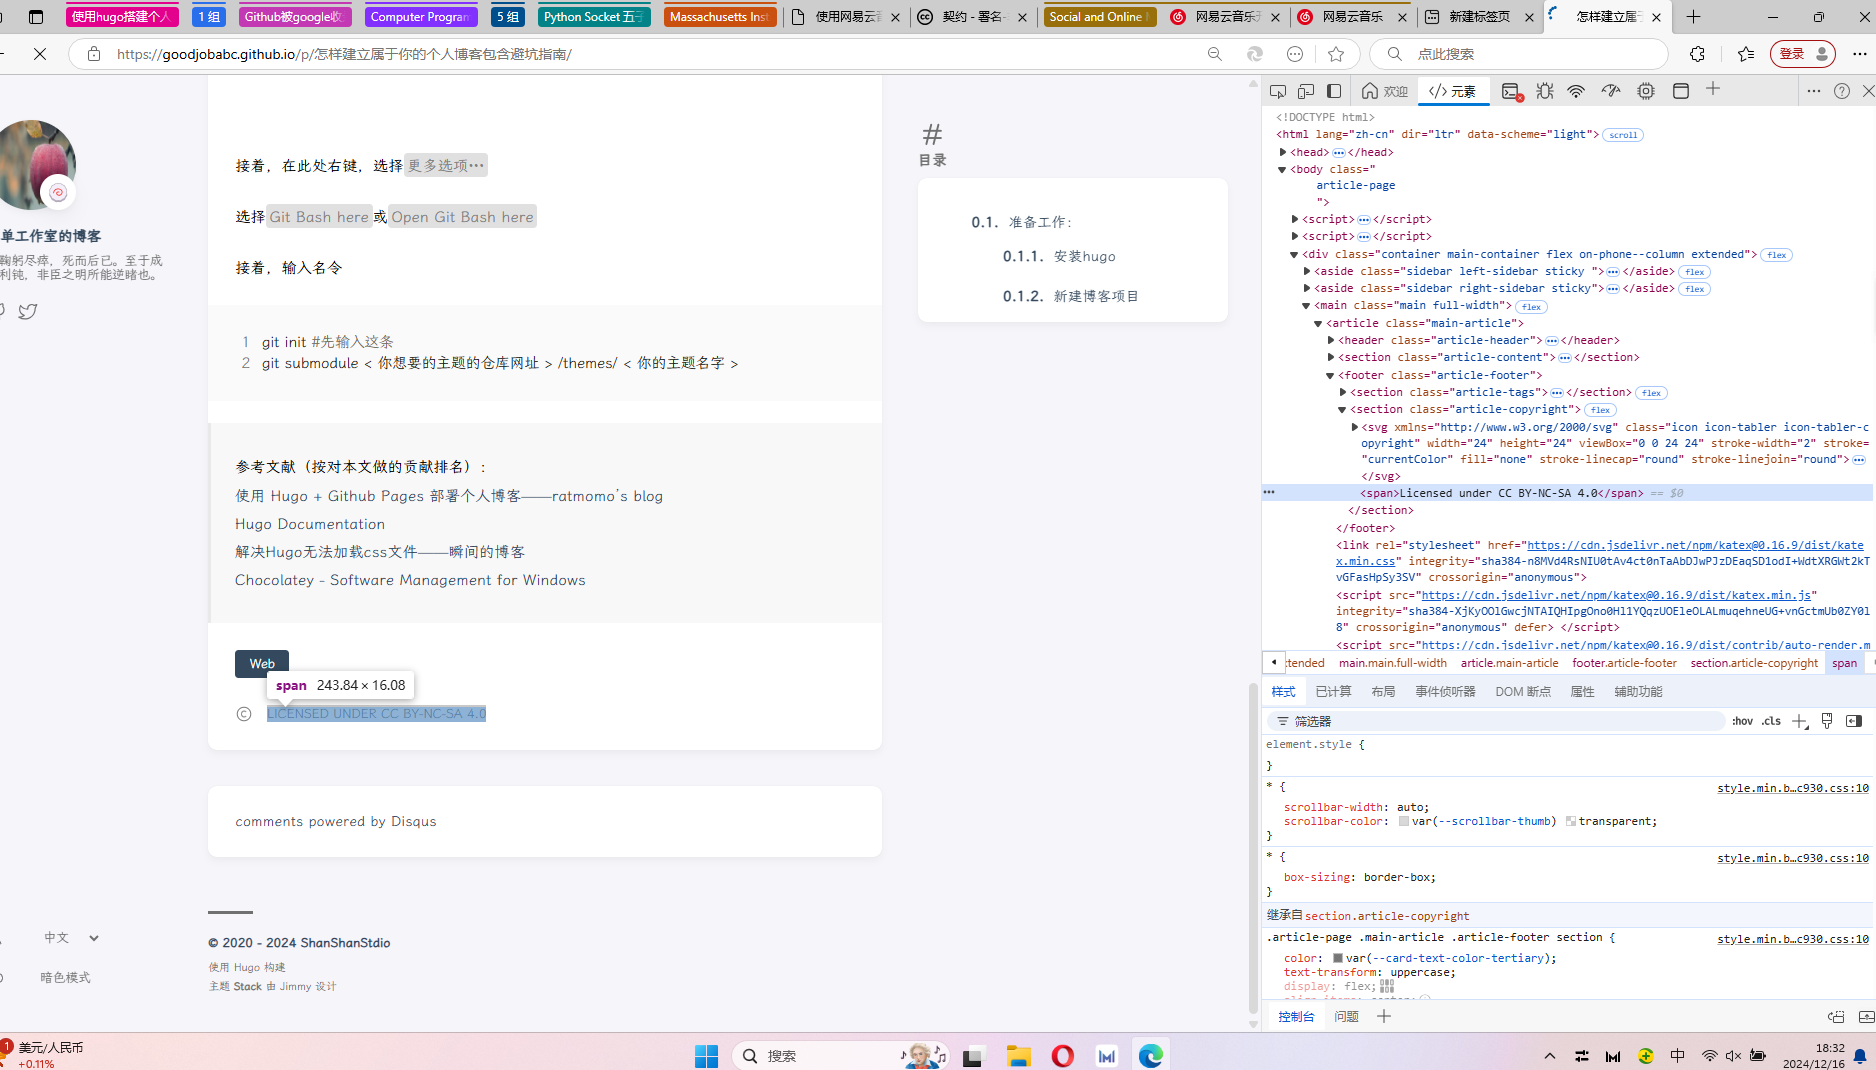 使用hugo搭建个人
1 组
Github被google收
Computer Program
5 组
Python Socket 五子
Massachusetts Inst
使用网易云音
契约 - 署名-
Social and Online M
网易云音乐
网易云音乐
新建标签页
怎样建立属于
https://goodjobabc.github.io/p/怎样建立属于你的个人博客包含避坑指南/
点此搜索
登录
单工作室的博客
鞠躬尽瘁，死而后已。至于成
利钝，非臣之明所能逆睹也。
中文
暗色模式
接着，在此处右键，选择 更多选项…
选择 Git Bash here 或 Open Git Bash here
接着，输入名令
1 git init #先输入这条
2 git submodule < 你想要的主题的仓库网址 > /themes/ < 你的主题名字 >
参考文献（按对本文做的贡献排名）：
使用 Hugo + Github Pages 部署个人博客——ratmomo's blog
Hugo Documentation
解决Hugo无法加载css文件——瞬间的博客
Chocolatey - Software Management for Windows
Web
span 243.84 × 16.08
LICENSED UNDER CC BY-NC-SA 4.0
comments powered by Disqus
© 2020 - 2024 ShanShanStdio
使用 Hugo 构建
主题 Stack 由 Jimmy 设计
#
目录
0.1. 准备工作:
0.1.1. 安装hugo
0.1.2. 新建博客项目
欢迎
</> 元素
<!DOCTYPE html>
<html lang="zh-cn" dir="ltr" data-scheme="light"> scroll
<head> ••• </head>
<body class="
article-page
">
<script> ••• </script>
<script> ••• </script>
<div class="container main-container flex on-phone--column extended"> flex
<aside class="sidebar left-sidebar sticky "> ••• </aside> flex
<aside class="sidebar right-sidebar sticky"> ••• </aside> flex
<main class="main full-width"> flex
<article class="main-article">
<header class="article-header"> ••• </header>
<section class="article-content"> ••• </section>
<footer class="article-footer">
<section class="article-tags"> ••• </section> flex
<section class="article-copyright"> flex
<svg xmlns="http://www.w3.org/2000/svg" class="icon icon-tabler icon-tabler-c
opyright" width="24" height="24" viewBox="0 0 24 24" stroke-width="2" stroke=
"currentColor" fill="none" stroke-linecap="round" stroke-linejoin="round"> •••
</svg>
<span>Licensed under CC BY-NC-SA 4.0</span> == $0
</section>
</footer>
<link rel="stylesheet" href="https://cdn.jsdelivr.net/npm/katex@0.16.9/dist/kate
x.min.css" integrity="sha384-n8MVd4RsNIU0tAv4ct0nTaAbDJwPJzDEaqSD1odI+WdtXRGWt2kT
vGFasHpSy3SV" crossorigin="anonymous">
<script src="https://cdn.jsdelivr.net/npm/katex@0.16.9/dist/katex.min.js"
integrity="sha384-XjKyOOlGwcjNTAIQHIpgOno0Hl1YQqzUOEleOLALmuqehneUG+vnGctmUb0ZY0l
8" crossorigin="anonymous" defer> </script>
<script src="https://cdn.jsdelivr.net/npm/katex@0.16.9/dist/contrib/auto-render.m
tended main.main.full-width article.main-article footer.article-footer section.article-copyright span
样式 已计算 布局 事件侦听器 DOM 断点 属性 辅助功能
筛选器 :hov .cls
element.style {
}
* { style.min.b…c930.css:10
scrollbar-width: auto;
scrollbar-color: var(--scrollbar-thumb) transparent;
}
* { style.min.b…c930.css:10
box-sizing: border-box;
}
继承自 section.article-copyright
.article-page .main-article .article-footer section { style.min.b…c930.css:10
color: var(--card-text-color-tertiary);
text-transform: uppercase;
display: flex;
控制台 问题
1
美元/人民币
+0.11%
搜索
中
18:32
2024/12/16